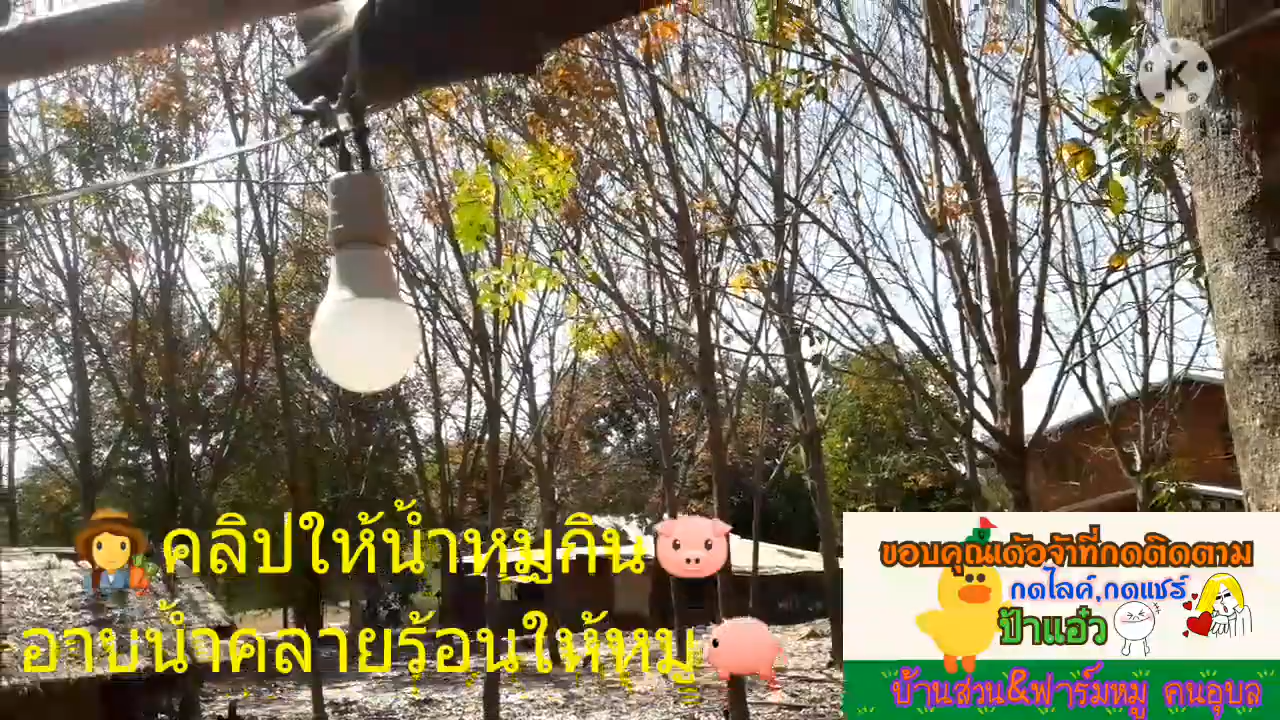 K
คลิปให้น้ำหมูกิน
อาบน้ำคลายร้อนให้หมู
ขอบคุณเด้อจ้าที่กดติดตาม
กดไลค์,กดแชร์
ป้าแอ๋ว
บ้านสวน&ฟาร์มหมู คนอุบล